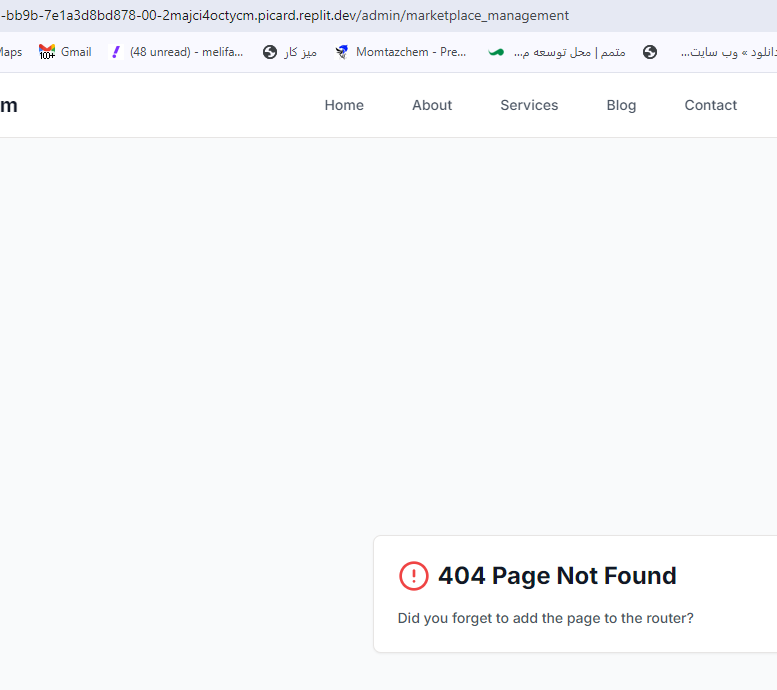 -bb9b-7e1a3d8bd878-00-2majci4octycm.picard.replit.dev/admin/marketplace_management
Maps Gmail (48 unread) - melifa... میز کار Momtazchem - Pre... متمم | محل توسعه م... دانلود » وب سایت...
100+
m Home About Services Blog Contact
404 Page Not Found
Did you forget to add the page to the router?